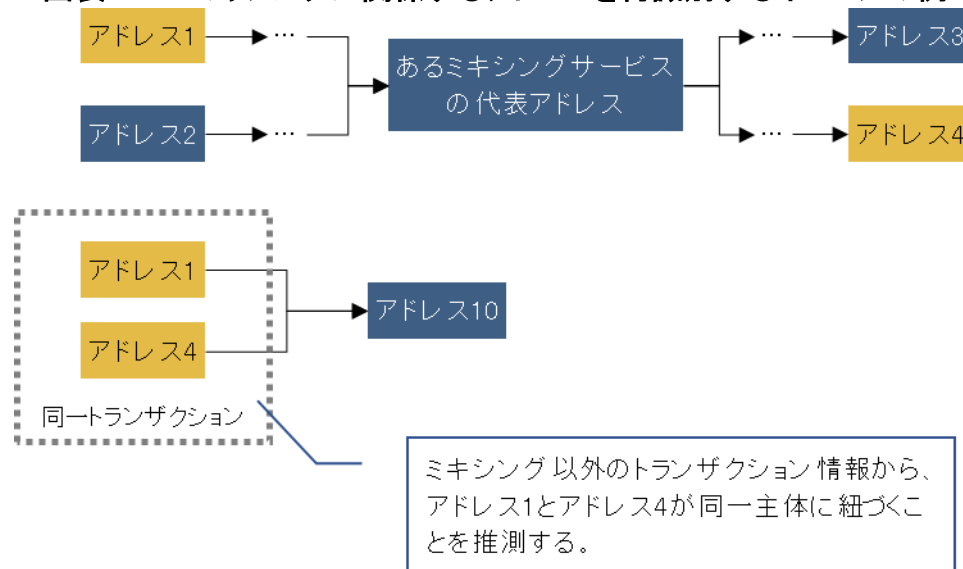 アドレス1
…
あるミキシングサービス
の代表アドレス
…
アドレス3
アドレス2
…
…
アドレス4
アドレス1
アドレス10
アドレス4
同一トランザクション
ミキシング以外のトランザクション情報から、
アドレス1とアドレス4が同一主体に紐づくこ
とを推測する。